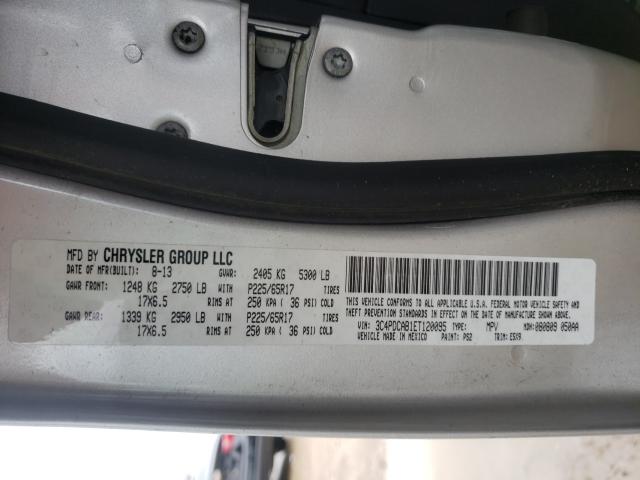 MFD BY CHRYSLER GROUP LLC
DATE OF MFR(BUILT): 8-13 GVWR: 2405 KG 5300 LB
GAWR FRONT: 1248 KG 2750 LB P225/65R17 TIRES
17X6.5 RIMS AT 250 KPA ( 36 PSI) COLD
GAWR REAR: 1339 KG 2950 LB P225/65R17 TIRES
17X6.5 RIMS AT 250 KPA ( 36 PSI) COLD
THIS VEHICLE CONFORMS TO ALL APPLICABLE U.S.A. FEDERAL MOTOR VEHICLE SAFETY AND
THEFT PREVENTION STANDARDS IN EFFECT ON THE DATE OF MANUFACTURE SHOWN ABOVE.
VIN: 3C4PDCAB1ET120095 TYPE: MPV MDH: 080809 050AA
VEHICLE MADE IN MEXICO PAINT: PS2 TRIM: E5X9